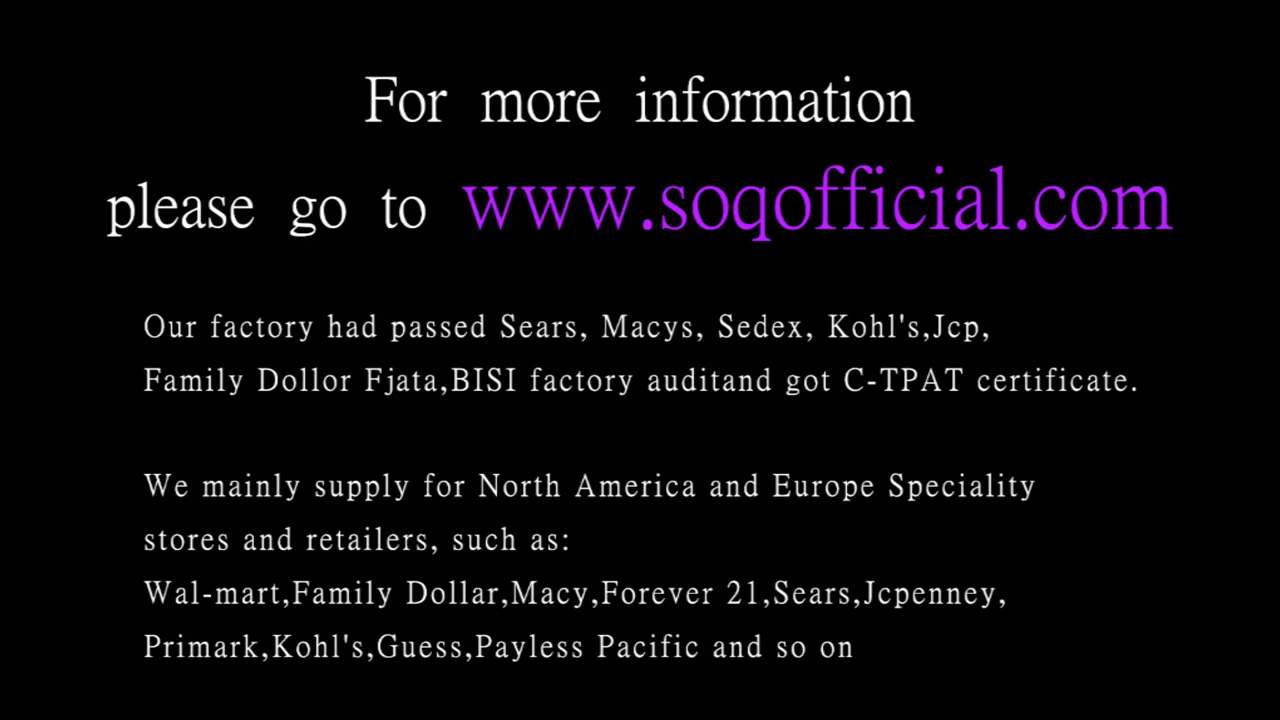 For more information
please go to www.soqofficial.com
Our factory had passed Sears, Macys, Sedex, Kohl's,Jcp,
Family Dollor Fjata,BISI factory auditand got C-TPAT certificate.
We mainly supply for North America and Europe Speciality
stores and retailers, such as:
Wal-mart,Family Dollar,Macy,Forever 21,Sears,Jcpenney,
Primark,Kohl's,Guess,Payless Pacific and so on